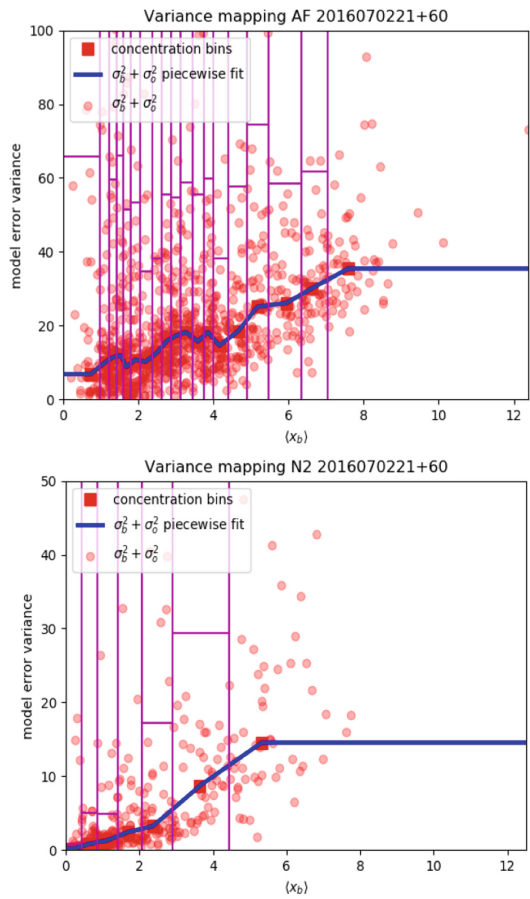 Variance mapping AF 2016070221+60
100
concentration bins
σ_b^2 + σ_o^2 piecewise fit
σ_b^2 + σ_o^2
80
60
40
20
0
model error variance
0 2 4 6 8 10 12
⟨x_b⟩
Variance mapping N2 2016070221+60
50
concentration bins
σ_b^2 + σ_o^2 piecewise fit
σ_b^2 + σ_o^2
40
30
20
10
0
model error variance
0 2 4 6 8 10 12
⟨x_b⟩